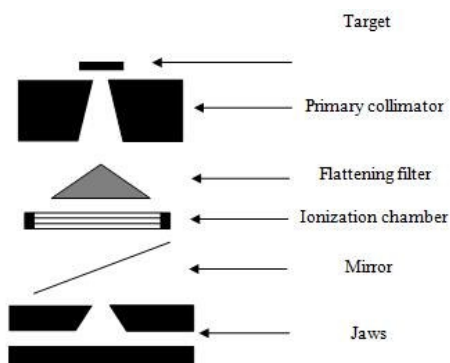 Target
Primary collimator
Flattening filter
Ionization chamber
Mirror
Jaws